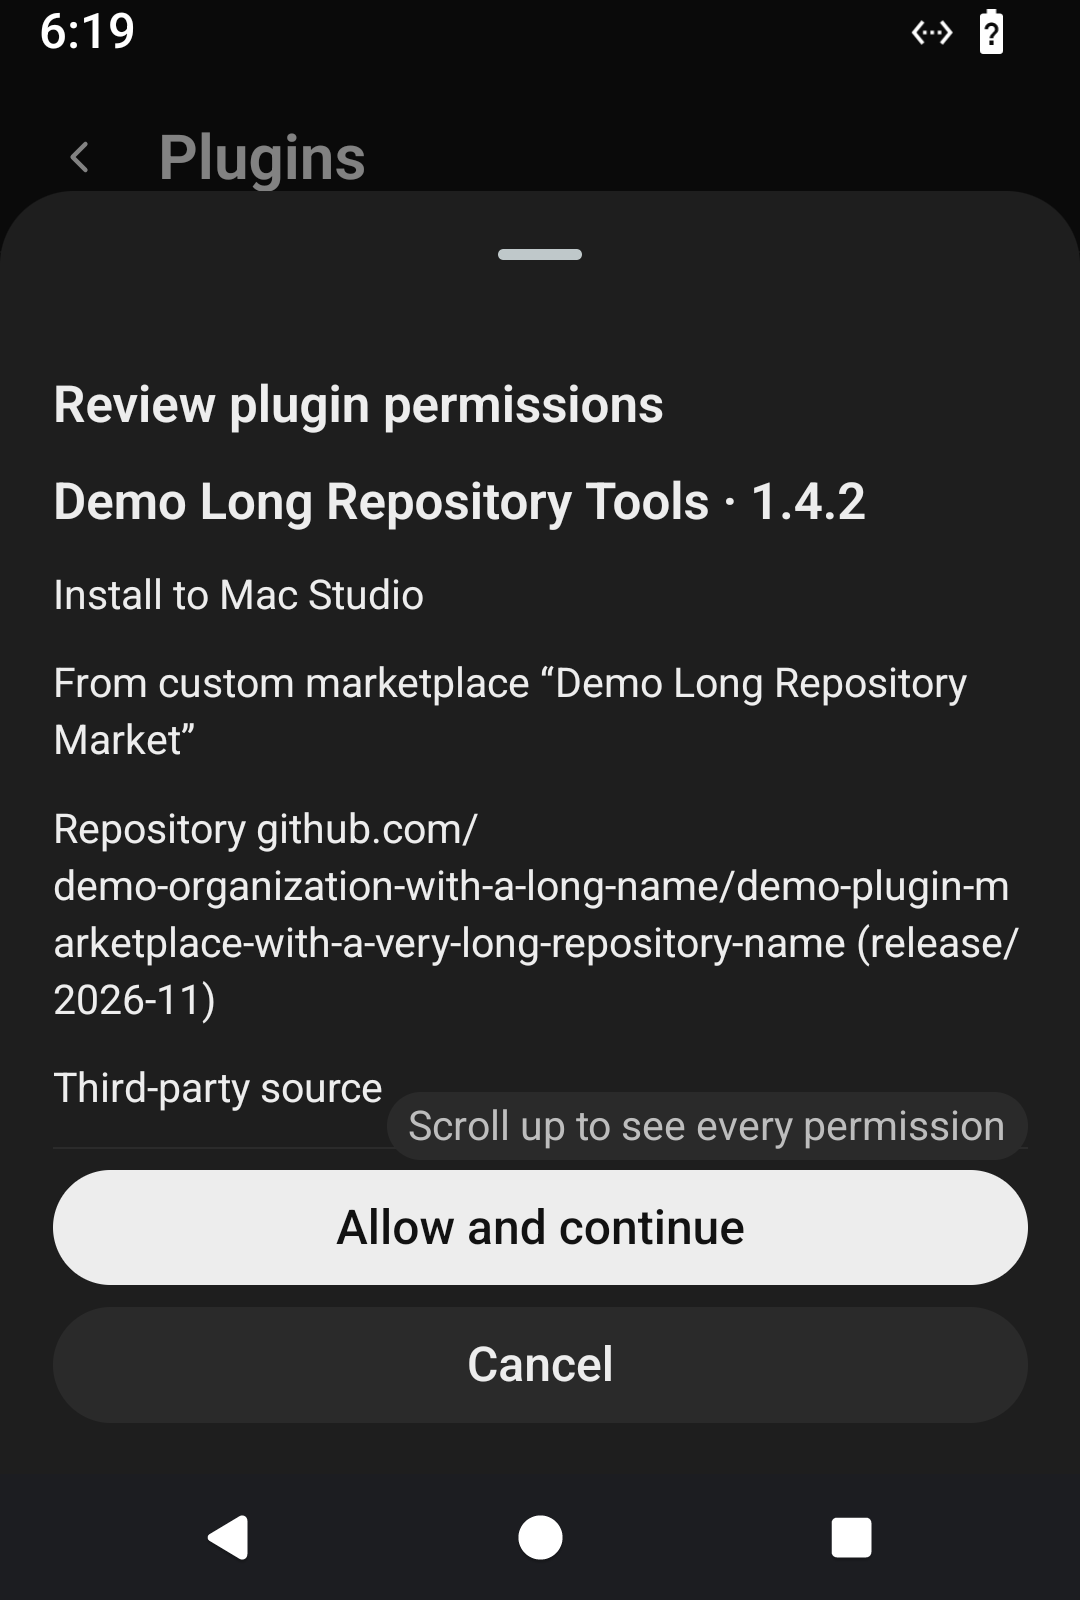 6:19
Plugins
Review plugin permissions
Demo Long Repository Tools · 1.4.2
Install to Mac Studio
From custom marketplace “Demo Long Repository
Market”
Repository github.com/
demo-organization-with-a-long-name/demo-plugin-m
arketplace-with-a-very-long-repository-name (release/
2026-11)
Third-party source
Scroll up to see every permission
Allow and continue
Cancel